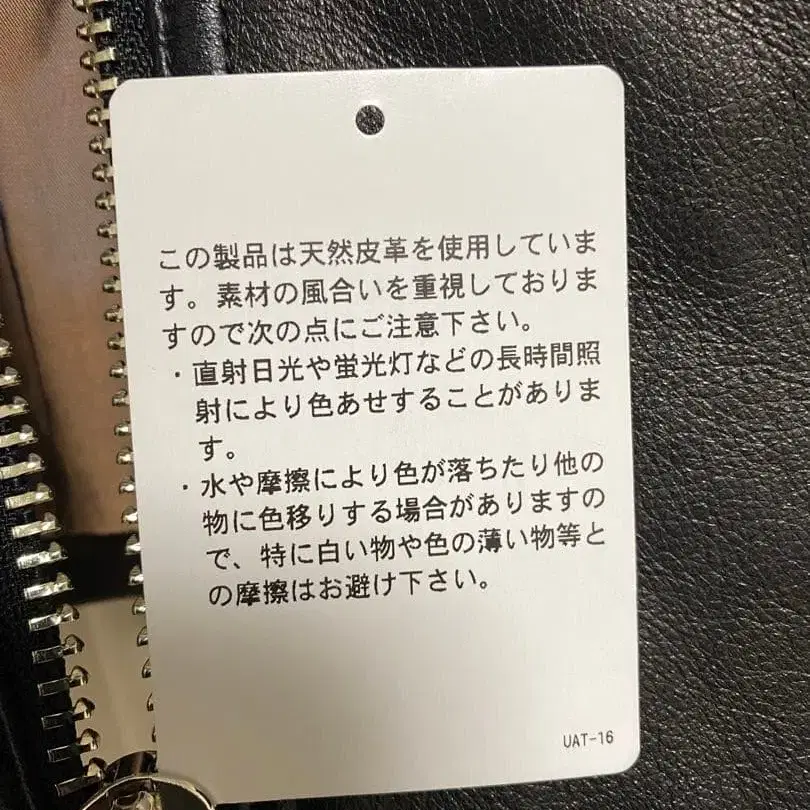 この製品は天然皮革を使用していま
す。素材の風合いを重視しておりま
すので次の点にご注意下さい。
・直射日光や蛍光灯などの長時間照
射により色あせすることがありま
す。
・水や摩擦により色が落ちたり他の
物に色移りする場合がありますの
で、特に白い物や色の薄い物等と
の摩擦はお避け下さい。
UAT-16